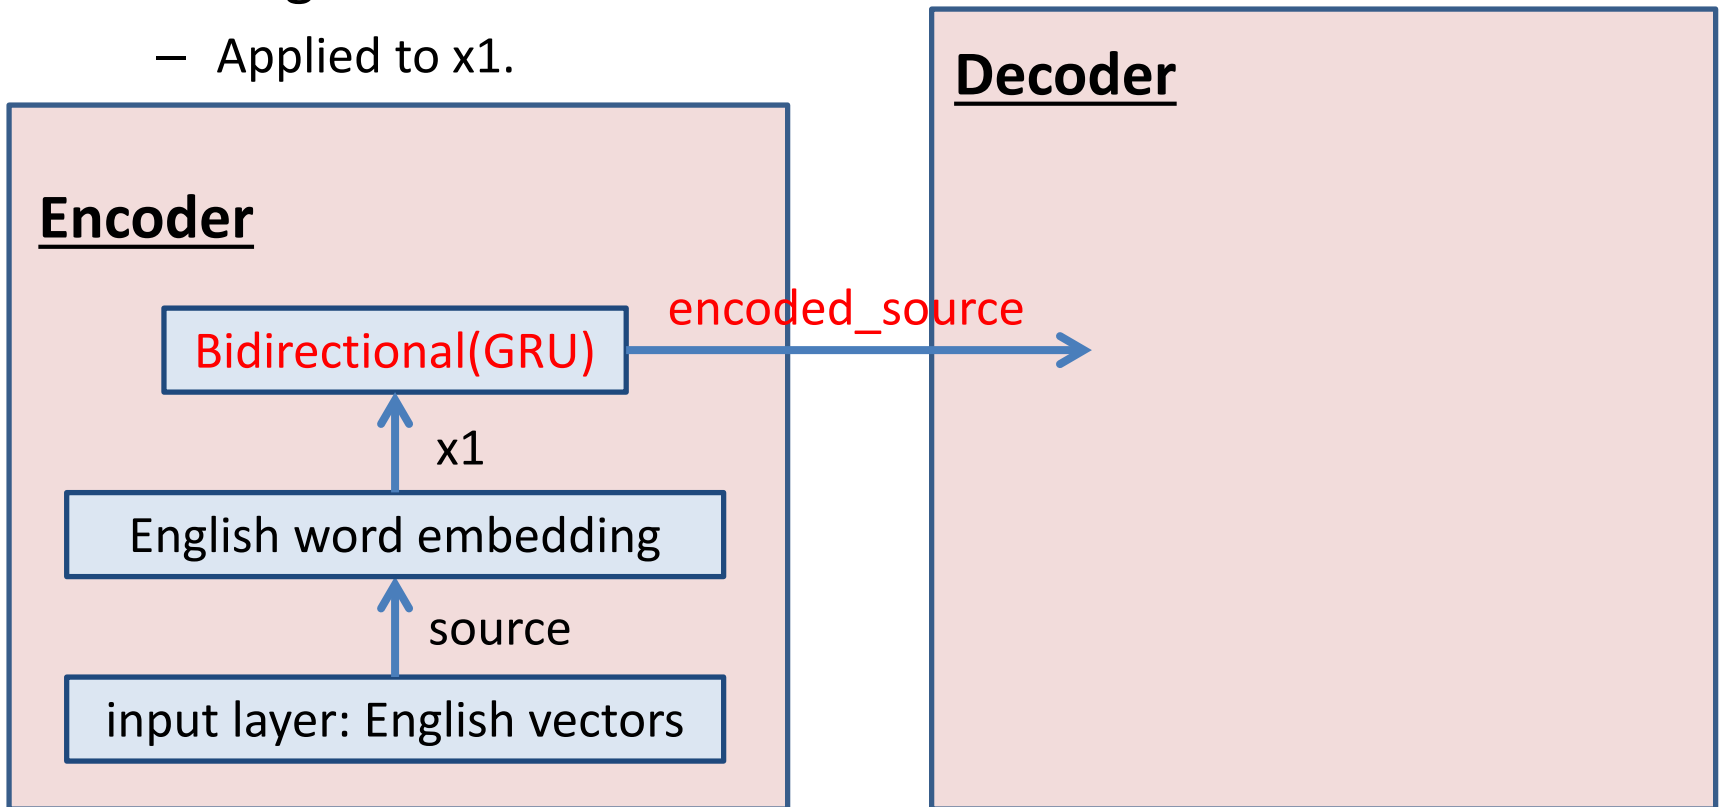 – Applied to x1.
Encoder
Bidirectional(GRU)
x1
English word embedding
source
input layer: English vectors
encoded_source
Decoder